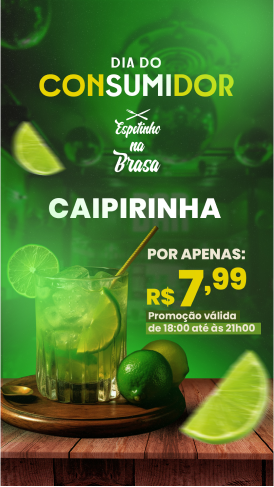 DIA DO
CONSUMIDOR
Espetinho
na
Brasa
CAIPIRINHA
POR APENAS:
R$ 7,99
Promoção válida
de 18:00 até às 21h00